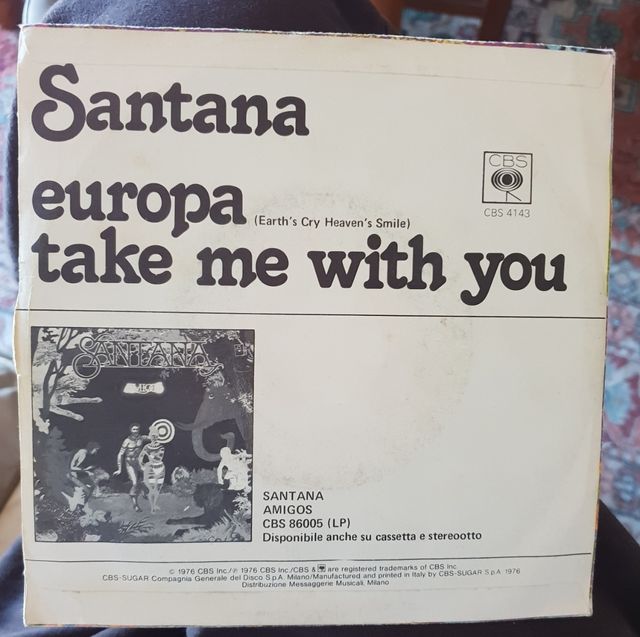 Santana
europa (Earth's Cry Heaven's Smile)
take me with you
CBS
CBS 4143
SANTANA
SANTANA
AMIGOS
CBS 86005 (LP)
Disponibile anche su cassetta e stereootto
© 1976 CBS Inc./℗ 1976 CBS Inc./CBS & are registered trademarks of CBS Inc.
CBS-SUGAR Compagnia Generale del Disco S.p.A. Milano/Manufactured and printed in Italy by CBS-SUGAR S.p.A. 1976
Distribuzione Messaggerie Musicali, Milano